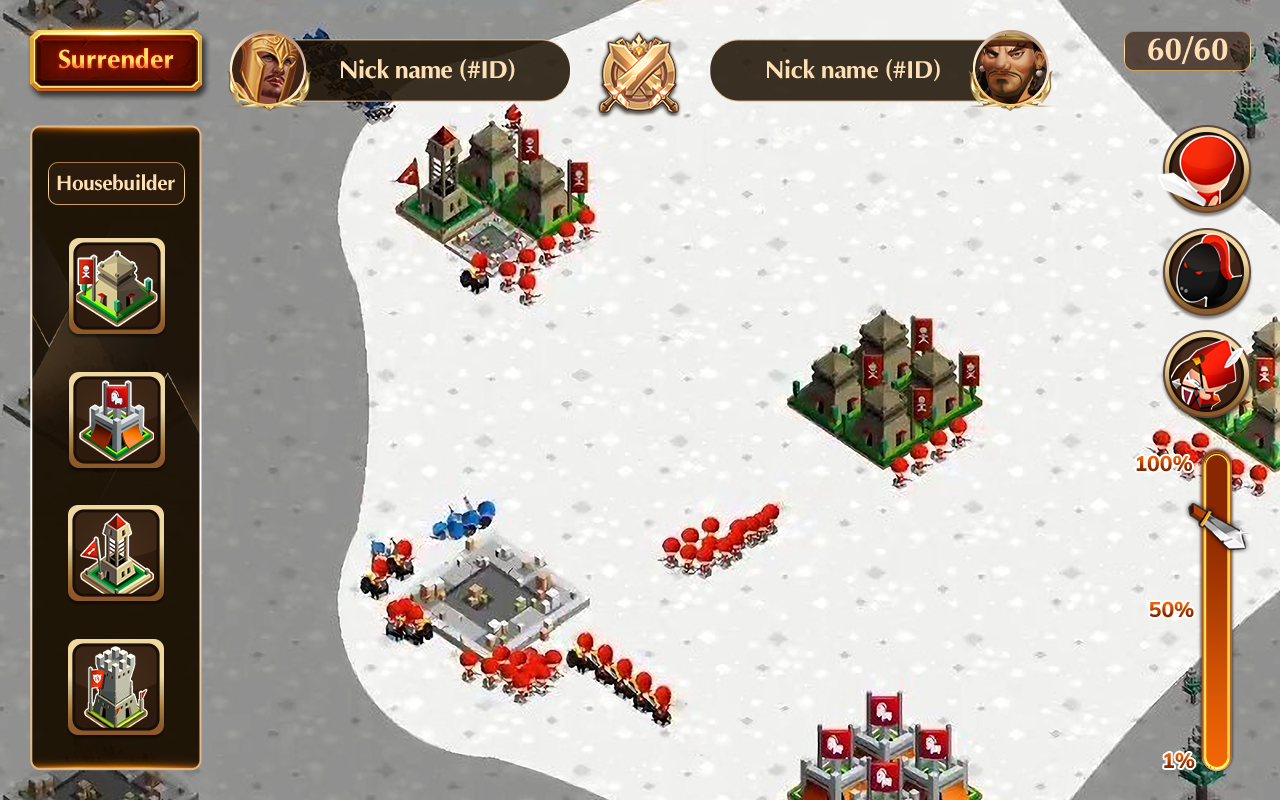 Surrender
Nick name (#ID)
Nick name (#ID)
60/60
Housebuilder
100%
50%
1%